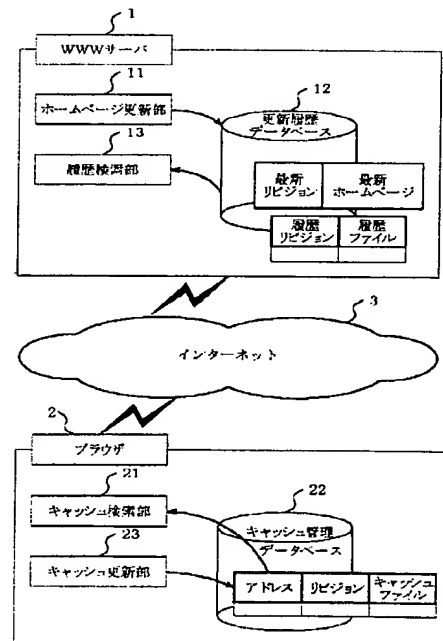 1
WWWサーバ
11
ホームページ更新部
12
更新履歴
データベース
13
履歴検索部
最新
リビジョン
最新
ホームページ
履歴
リビジョン
履歴
ファイル
3
インターネット
2
ブラウザ
21
キャッシュ検索部
22
キャッシュ管理
データベース
23
キャッシュ更新部
アドレス
リビジョン
キャッシュ
ファイル